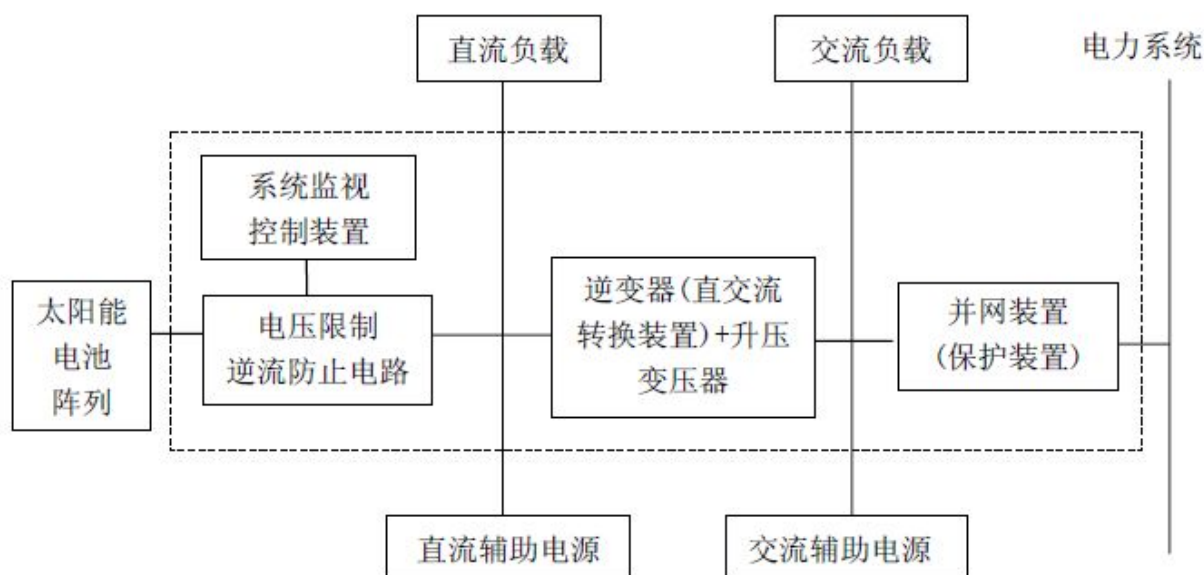 直流负载
交流负载
电力系统
系统监视
控制装置
太阳能
电池
阵列
电压限制
逆流防止电路
逆变器(直交流
转换装置)+升压
变压器
并网装置
(保护装置)
直流辅助电源
交流辅助电源